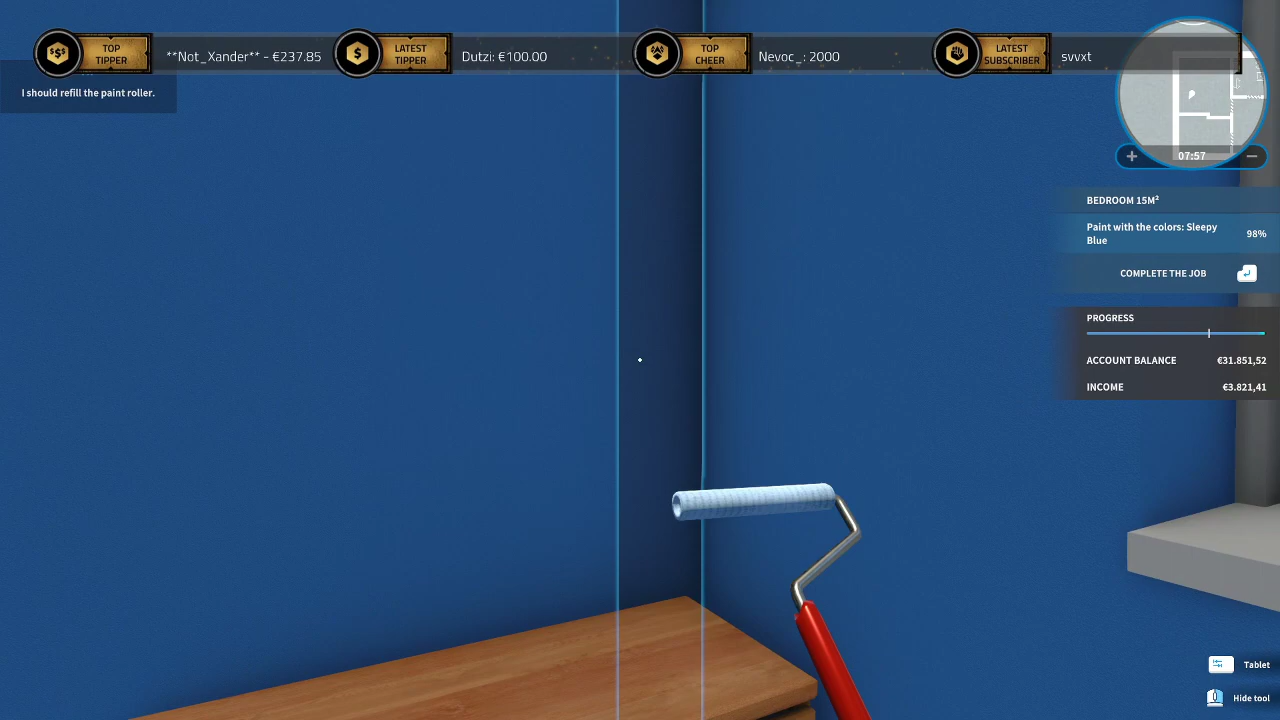 TOP
TIPPER
**Not_Xander** - €237.85
LATEST
TIPPER
Dutzi: €100.00
TOP
CHEER
Nevoc_: 2000
LATEST
SUBSCRIBER
svvxt
I should refill the paint roller.
+ 07:57 −
BEDROOM 15M²
Paint with the colors: Sleepy
Blue
98%
COMPLETE THE JOB
PROGRESS
ACCOUNT BALANCE €31.851,52
INCOME €3.821,41
Tablet
Hide tool